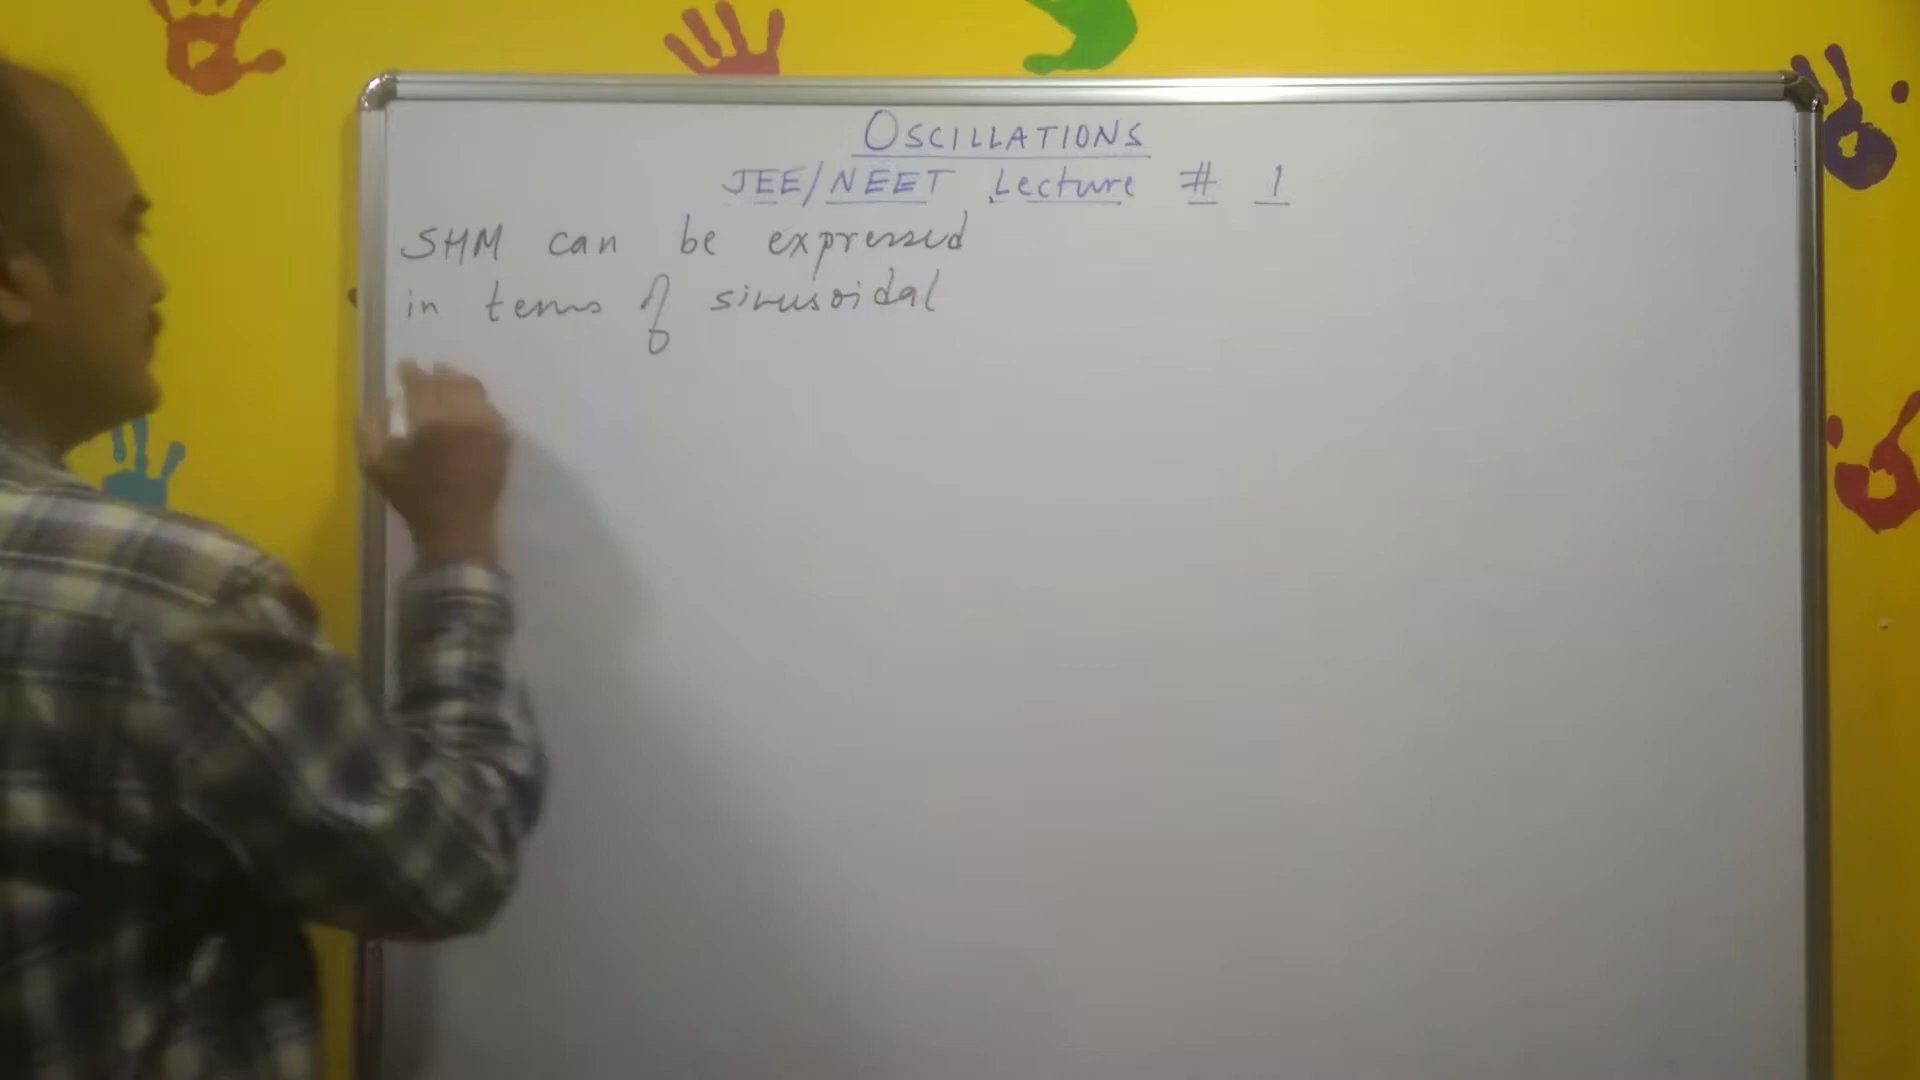 OSCILLATIONS
JEE/NEET Lecture # 1
SHM can be expressed
in terms of sinusoidal